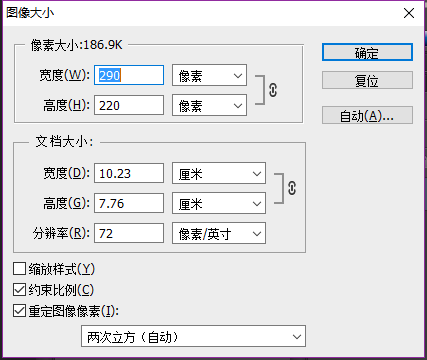 图像大小
像素大小:186.9K
确定
宽度(W): 290 像素
复位
高度(H): 220 像素
自动(A)...
文档大小:
宽度(D): 10.23 厘米
高度(G): 7.76 厘米
分辨率(R): 72 像素/英寸
缩放样式(Y)
约束比例(C)
重定图像像素(I):
两次立方（自动）